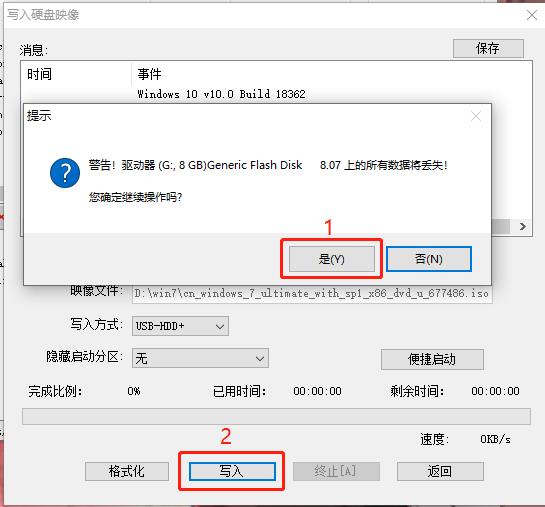 写入硬盘映像
消息: 保存
时间 事件
Windows 10 v10.0 Build 18362
提示
警告！驱动器 (G:, 8 GB)Generic Flash Disk 8.07 上的所有数据将丢失！
您确定继续操作吗?
1
是(Y) 否(N)
映像文件: D:\win7\cn_windows_7_ultimate_with_sp1_x86_dvd_u_677486.iso
写入方式: USB-HDD+
隐藏启动分区: 无 便捷启动
完成比例: 0% 已用时间: 00:00:00 剩余时间: 00:00:00
速度: 0KB/s
2
格式化 写入 终止[A] 返回